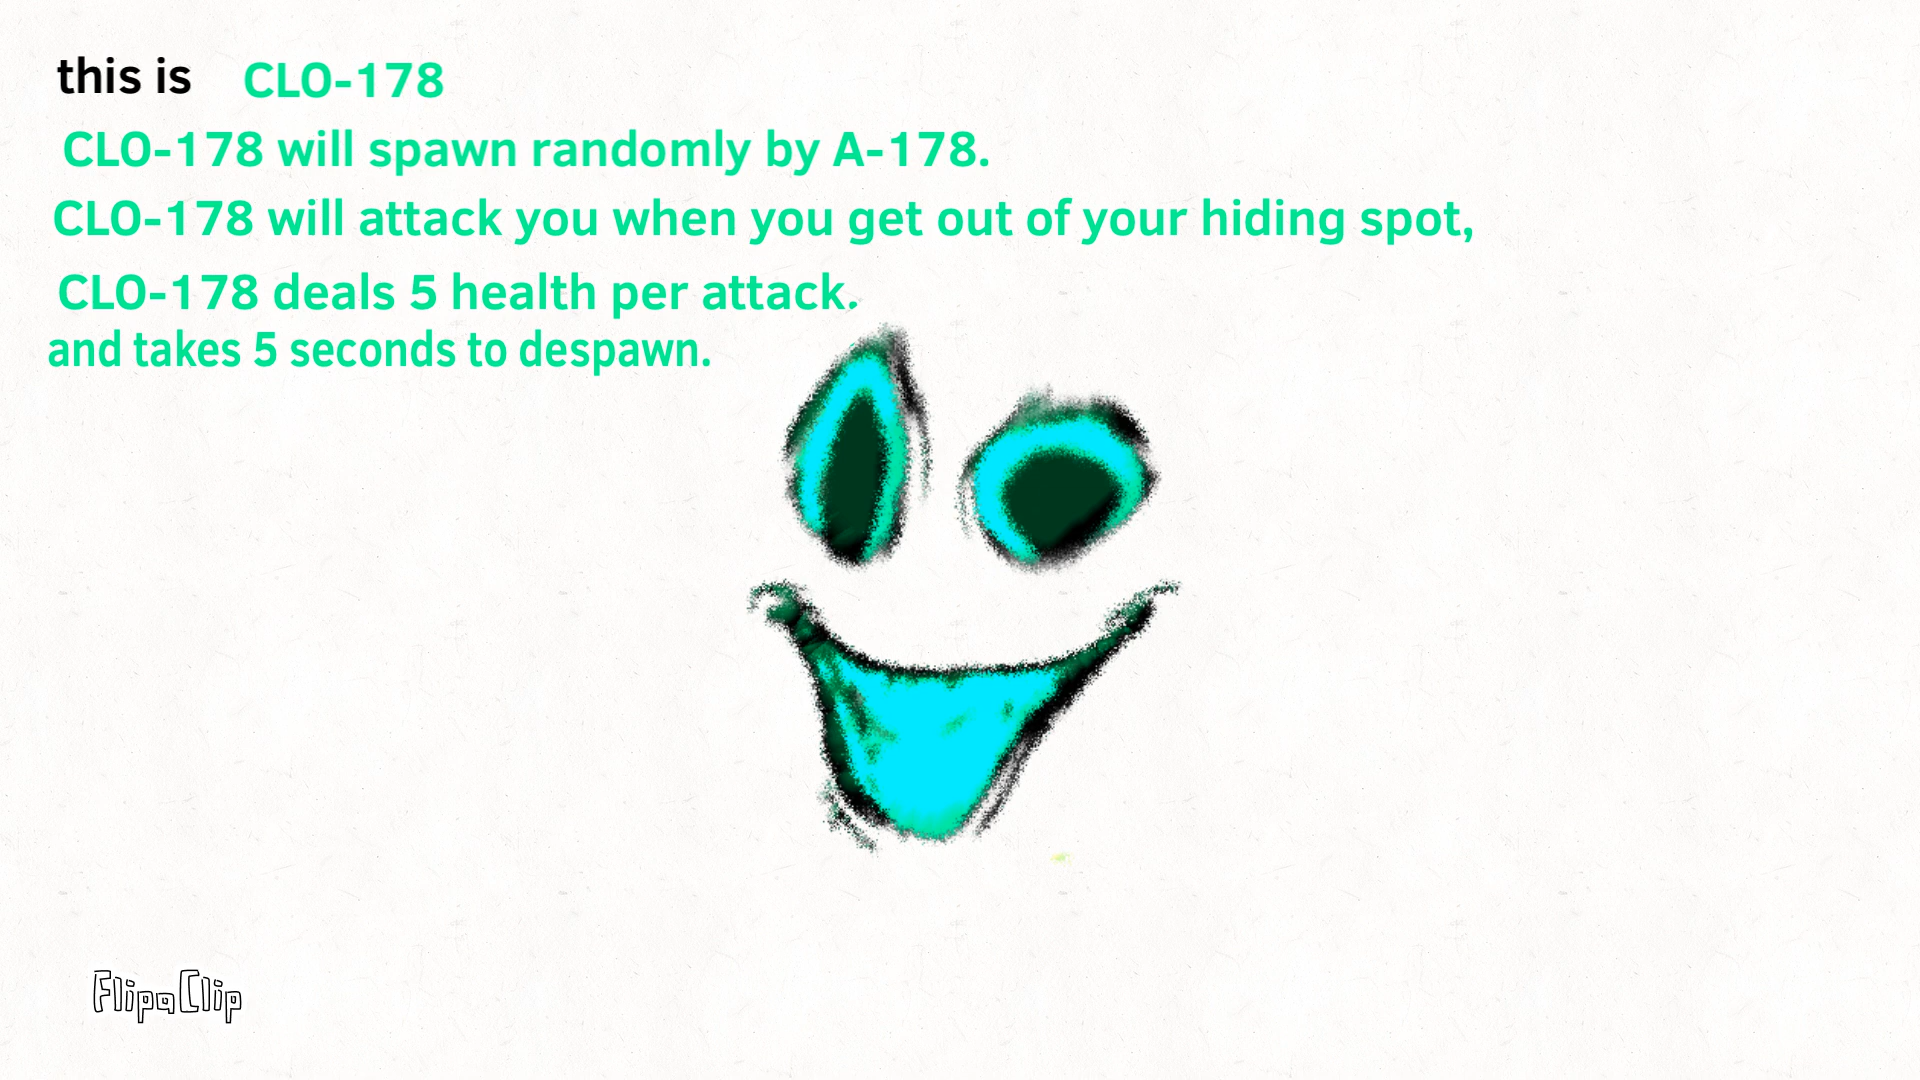 this is CLO-178
CLO-178 will spawn randomly by A-178.
CLO-178 will attack you when you get out of your hiding spot,
CLO-178 deals 5 health per attack.
and takes 5 seconds to despawn.
FlipaClip